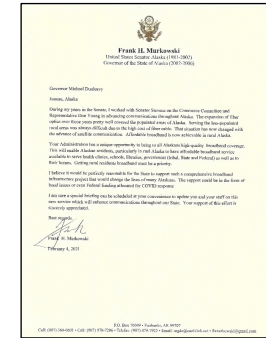 Frank H. Murkowski
United States Senator Alaska (1981-2002)
Governor of the State of Alaska (2002-2006)
Governor Michael Dunleavy
Juneau, Alaska
During my years in the Senate, I worked with Senator Stevens on the Commerce Committee and
Representative Don Young in advancing communications throughout Alaska. The expansion of fiber
optics over those years pretty well covered the populated areas of Alaska. Serving the less-populated
rural areas was always difficult due to the high cost of fiber cable. That situation has now changed with
the advance of satellite communication. Affordable broadband is now achievable in rural Alaska.
Your Administration has a unique opportunity to bring to all Alaskans high-quality broadband coverage.
This will enable Alaskan residents, particularly in rural Alaska to have affordable broadband service
available to serve health clinics, schools, libraries, government (tribal, State and Federal) as well as to
their homes. Getting rural residents broadband must be a priority.
I believe it would be perfectly reasonable for the State to support such a comprehensive broadband
infrastructure project that would change the lives of many Alaskans. The support could be in the form of
bond issues or even Federal funding allocated for COVID response.
I am sure a special briefing can be scheduled at your convenience to update you and your staff on this
new service which will enhance communications throughout our State. Your support of this effort is
sincerely appreciated.
Best regards,
Frank H. Murkowski
February 4, 2021